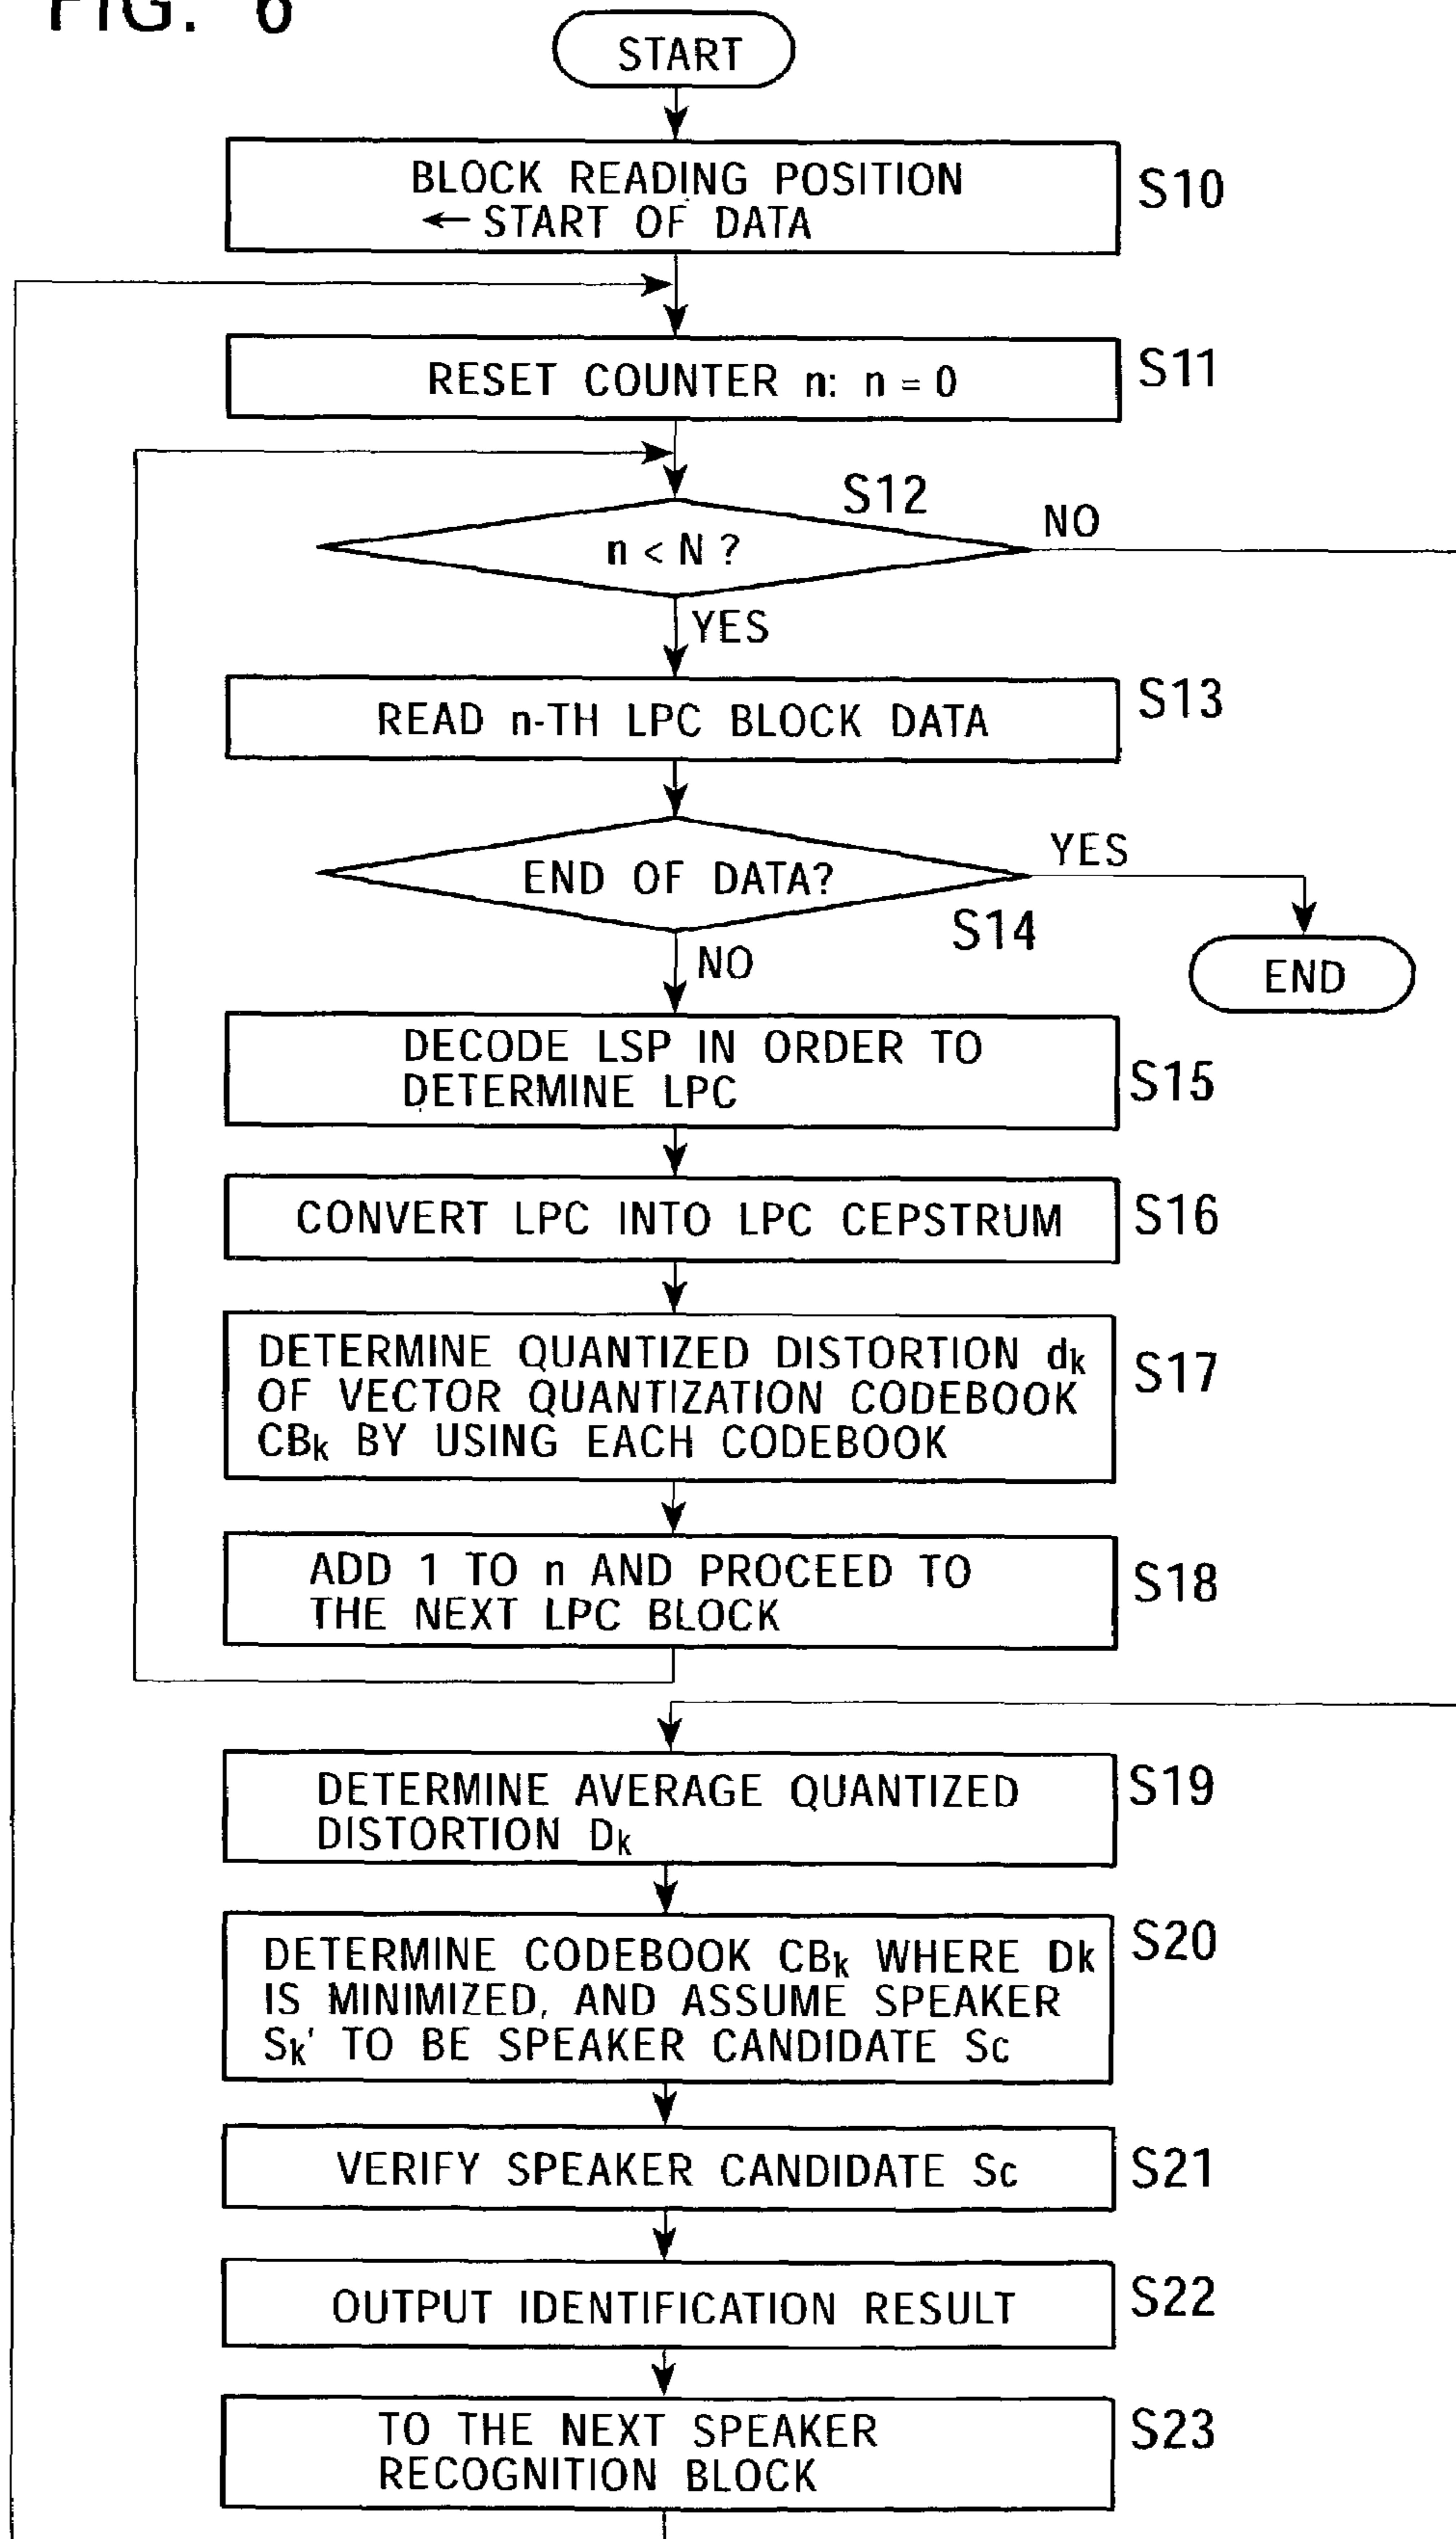 FIG. 6
START
BLOCK READING POSITION
← START OF DATA
S10
RESET COUNTER n: n = 0
S11
S12
n < N ?
NO
YES
READ n-TH LPC BLOCK DATA
S13
END OF DATA?
YES
S14
NO
END
DECODE LSP IN ORDER TO
DETERMINE LPC
S15
CONVERT LPC INTO LPC CEPSTRUM
S16
DETERMINE QUANTIZED DISTORTION dk
OF VECTOR QUANTIZATION CODEBOOK
CBk BY USING EACH CODEBOOK
S17
ADD 1 TO n AND PROCEED TO
THE NEXT LPC BLOCK
S18
DETERMINE AVERAGE QUANTIZED
DISTORTION Dk
S19
DETERMINE CODEBOOK CBk WHERE Dk
IS MINIMIZED, AND ASSUME SPEAKER
Sk' TO BE SPEAKER CANDIDATE Sc
S20
VERIFY SPEAKER CANDIDATE Sc
S21
OUTPUT IDENTIFICATION RESULT
S22
TO THE NEXT SPEAKER
RECOGNITION BLOCK
S23